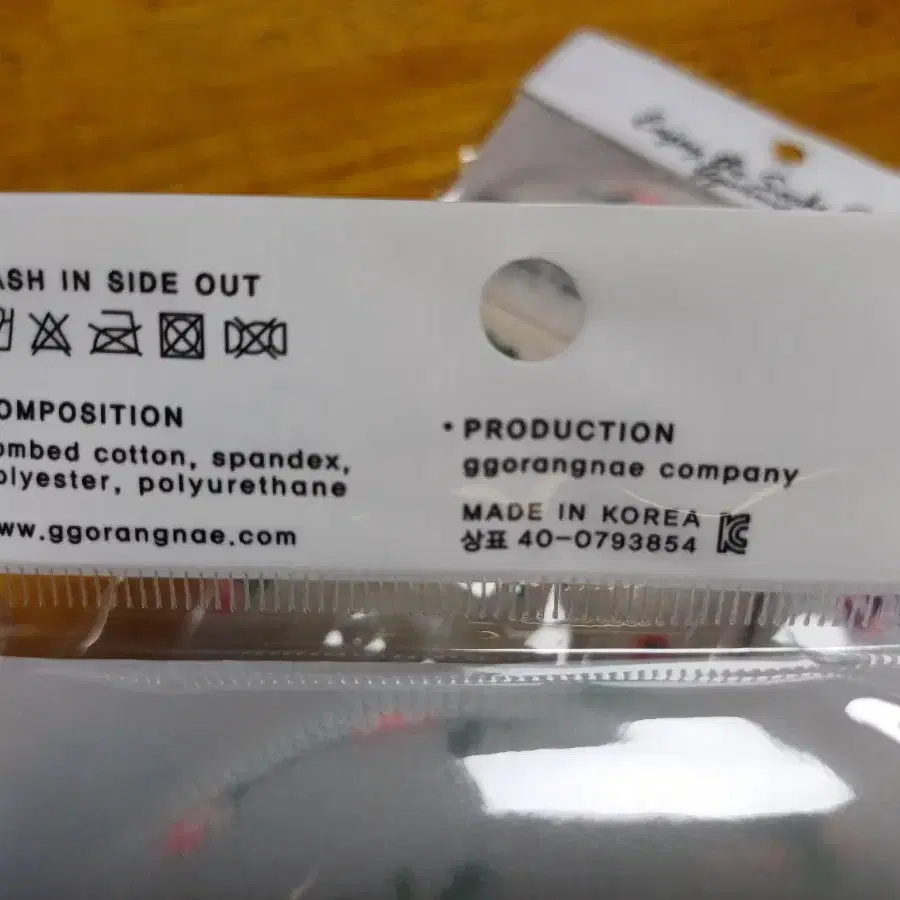 ASH IN SIDE OUT
OMPOSITION
ombed cotton, spandex,
olyester, polyurethane
ww.ggorangnae.com
• PRODUCTION
ggorangnae company
MADE IN KOREA
상표 40-0793854